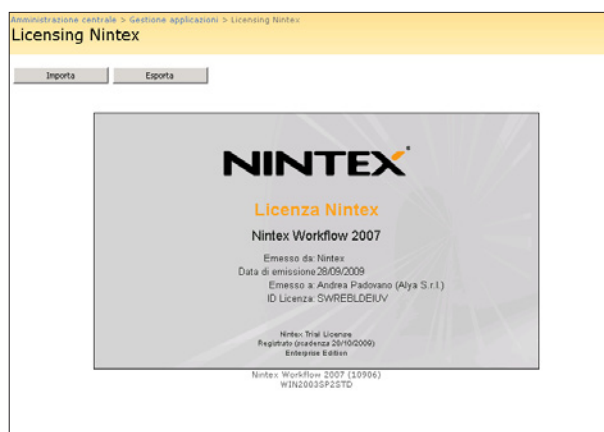 Amministrazione centrale > Gestione applicazioni > Licensing Nintex
Licensing Nintex
Importa
Esporta
NINTEX
Licenza Nintex
Nintex Workflow 2007
Emesso da: Nintex
Data di emissione 28/09/2009
Emesso a: Andrea Padovano (Alya S.r.l.)
ID Licenza: SWREBLDEIUV
Nintex Trial License
Registrato (scadenza 28/10/2009)
Enterprise Edition
Nintex Workflow 2007 (10906)
WIN2003SP2STD